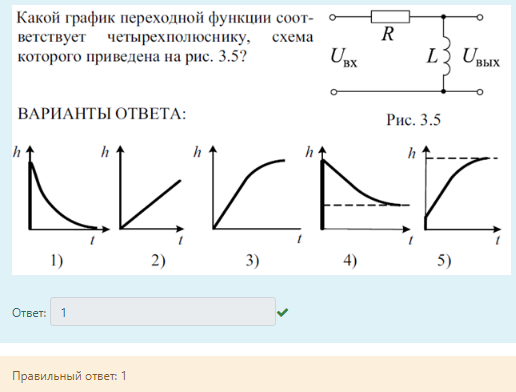 Какой график переходной функции соот-
ветствует четырехполюснику, схема
которого приведена на рис. 3.5?
R
Uвх
L
Uвых
ВАРИАНТЫ ОТВЕТА:
Рис. 3.5
h h h h h
t t t t t
1) 2) 3) 4) 5)
Ответ: 1
Правильный ответ: 1